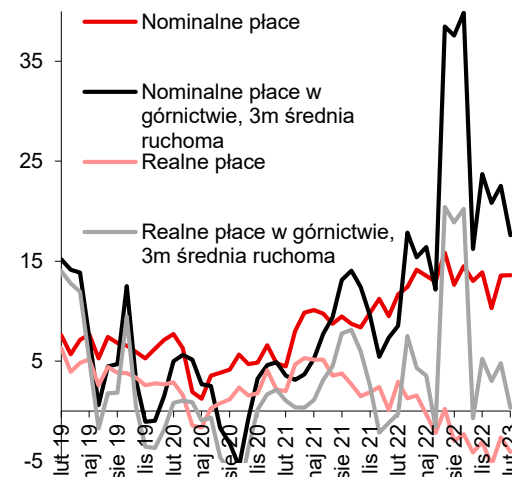 35
25
15
5
-5
Nominalne płace
Nominalne płace w
górnictwie, 3m średnia
ruchoma
Realne płace
Realne płace w górnictwie,
3m średnia ruchoma
lut 19
maj 19
sie 19
lis 19
lut 20
maj 20
sie 20
lis 20
lut 21
maj 21
sie 21
lis 21
lut 22
maj 22
sie 22
lis 22
lut 23